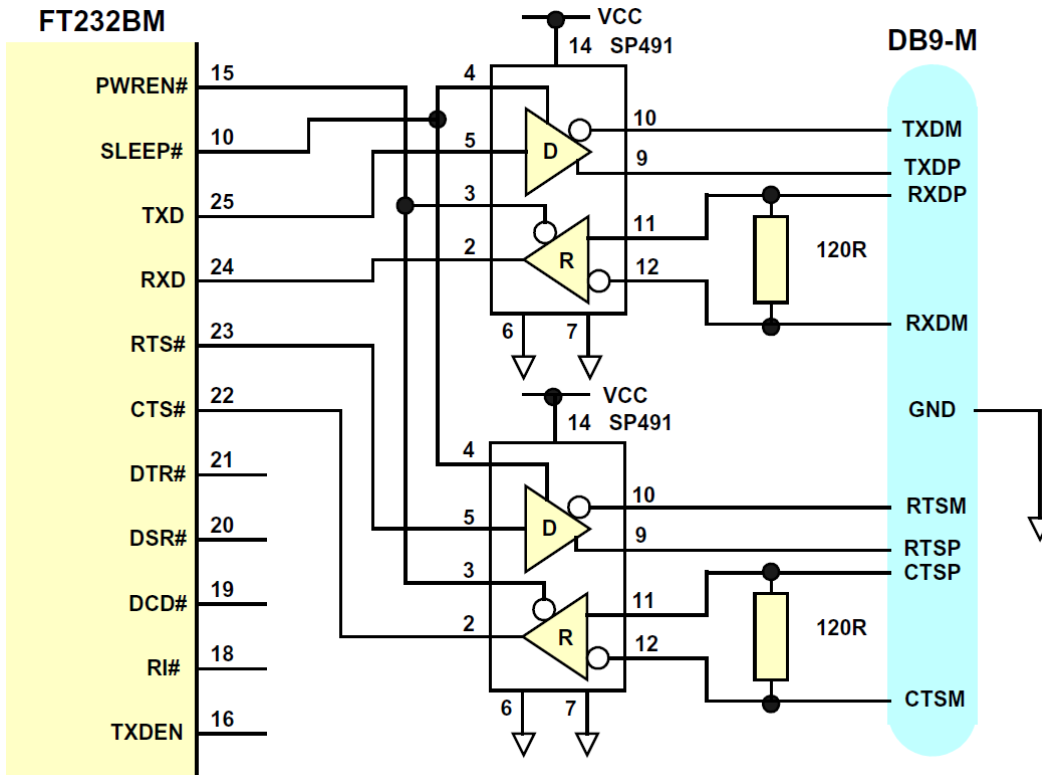 FT232BM
VCC
14 SP491
DB9-M
PWREN# 15
4
10 TXDM
SLEEP# 10
5
D
9 TXDP
TXD 25
3
11 RXDP
RXD 24
2
R
12
120R
6 7
RXDM
RTS# 23
VCC
CTS# 22
14 SP491
GND
DTR# 21
4
10 RTSM
DSR# 20
5
D
9 RTSP
DCD# 19
3
11 CTSP
RI# 18
2
R
12
120R
6 7
CTSM
TXDEN 16